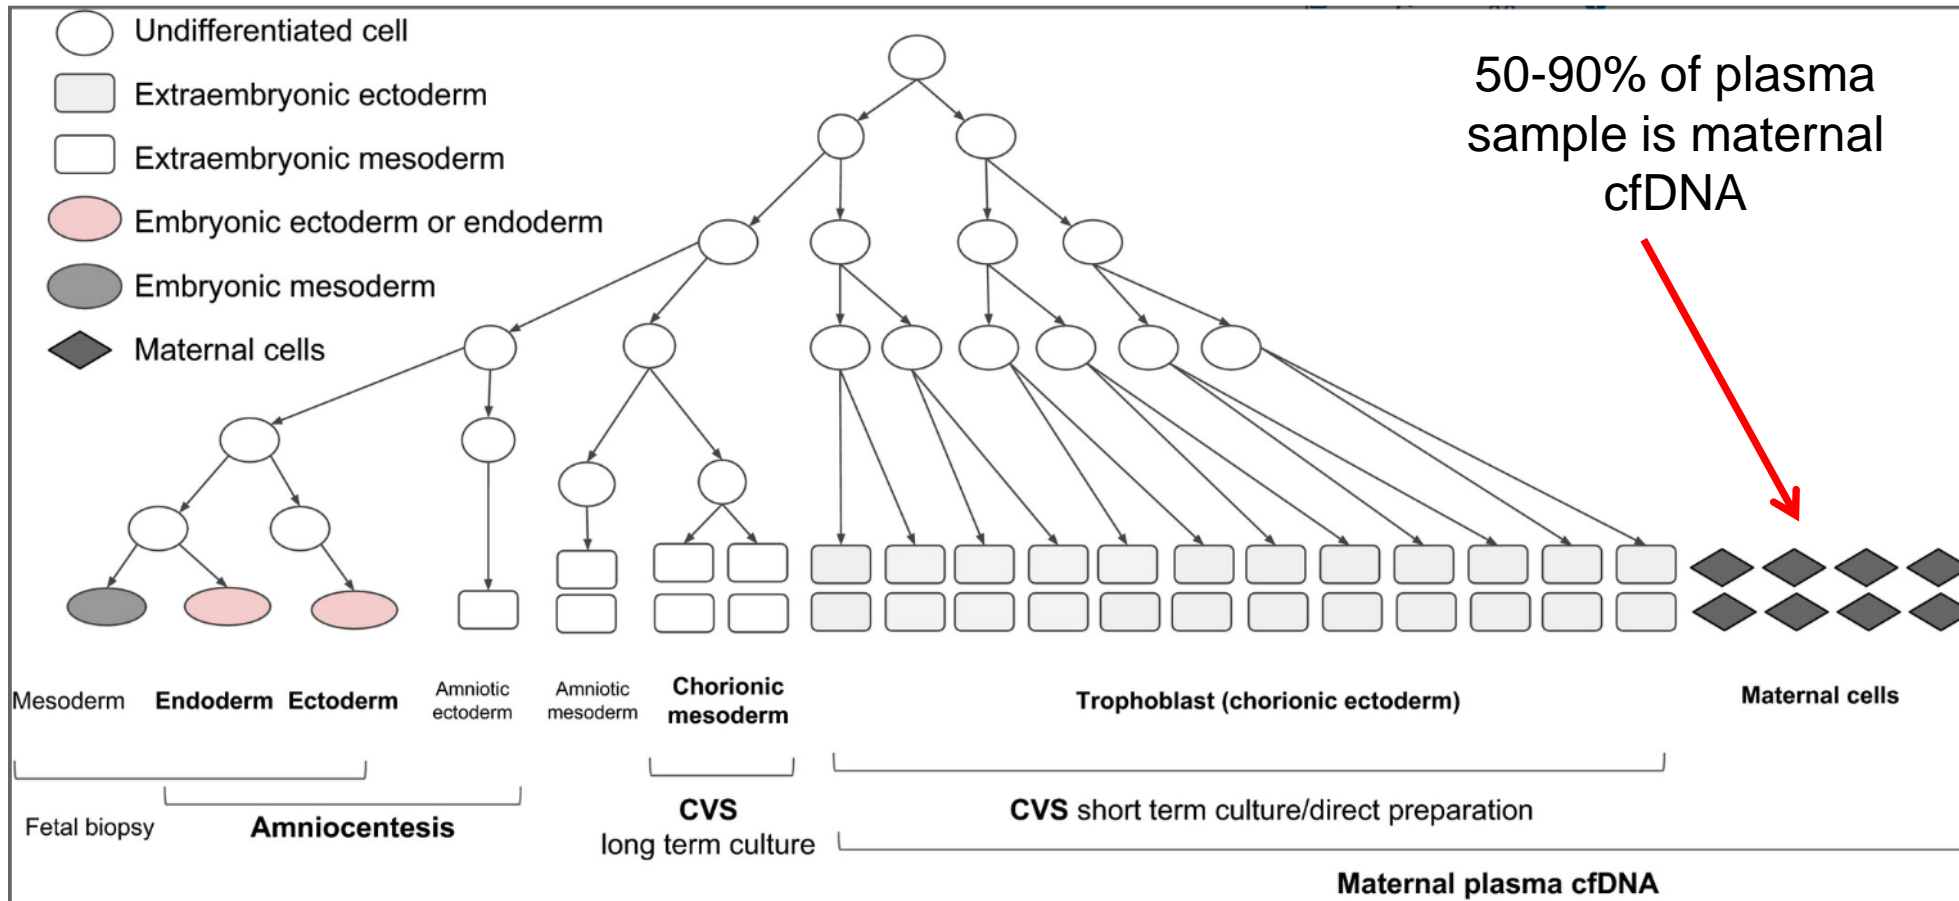 Undifferentiated cell
Extraembryonic ectoderm
Extraembryonic mesoderm
Embryonic ectoderm or endoderm
Embryonic mesoderm
Maternal cells
50-90% of plasma
sample is maternal
cfDNA
Mesoderm
Endoderm
Ectoderm
Amniotic
ectoderm
Amniotic
mesoderm
Chorionic
mesoderm
Trophoblast (chorionic ectoderm)
Maternal cells
Fetal biopsy
Amniocentesis
CVS
long term culture
CVS short term culture/direct preparation
Maternal plasma cfDNA